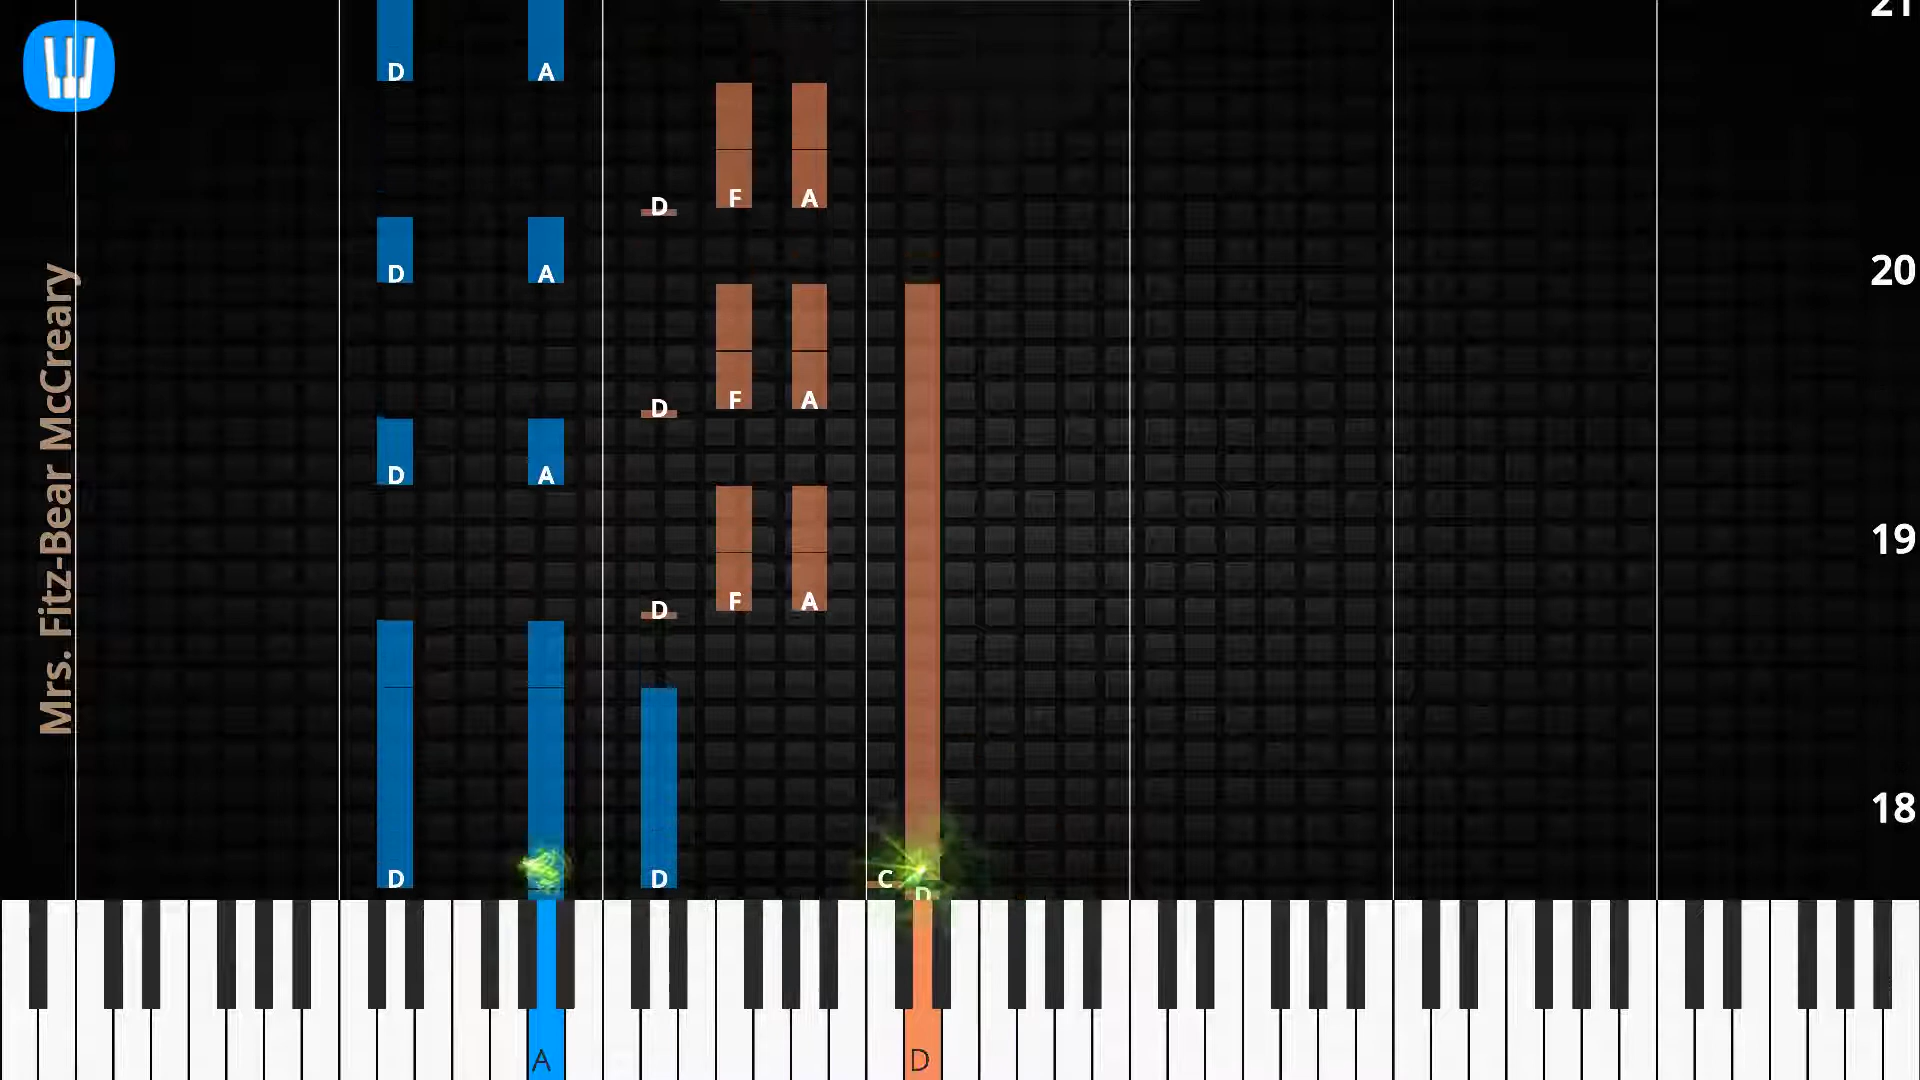 21
D A
F A
D
20
D A
F A
D
19
D A
F A
D
18
D D C D
A D
Mrs. Fitz-Bear McCreary